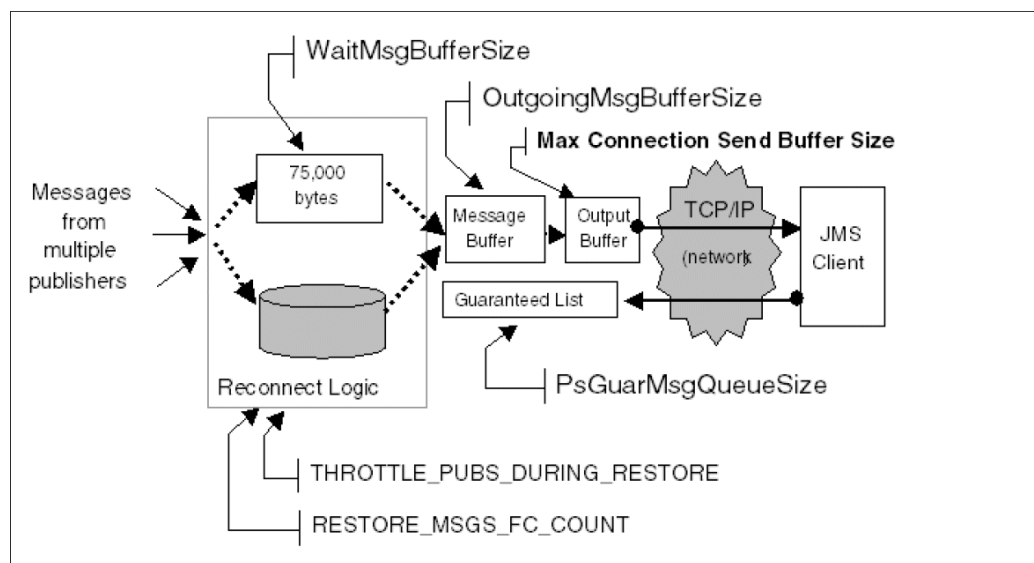 WaitMsgBufferSize
OutgoingMsgBufferSize
Max Connection Send Buffer Size
75,000
bytes
Messages
from
multiple
publishers
Message
Buffer
Output
Buffer
TCP/IP
(network)
JMS
Client
Guaranteed List
Reconnect Logic
PsGuarMsgQueueSize
THROTTLE_PUBS_DURING_RESTORE
RESTORE_MSGS_FC_COUNT